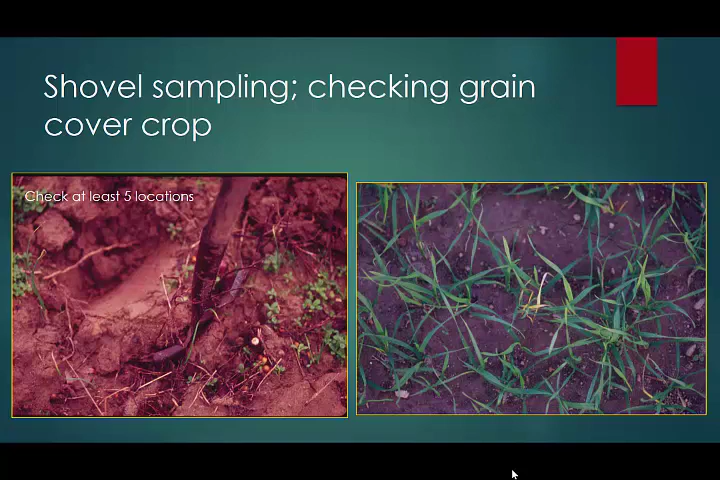 Shovel sampling; checking grain
cover crop
Check at least 5 locations